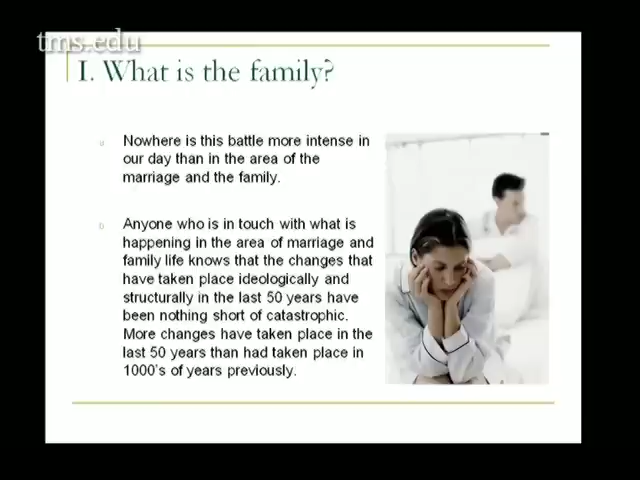 tms.edu
I. What is the family?
Nowhere is this battle more intense in
our day than in the area of the
marriage and the family.
Anyone who is in touch with what is
happening in the area of marriage and
family life knows that the changes that
have taken place ideologically and
structurally in the last 50 years have
been nothing short of catastrophic.
More changes have taken place in the
last 50 years than had taken place in
1000's of years previously.